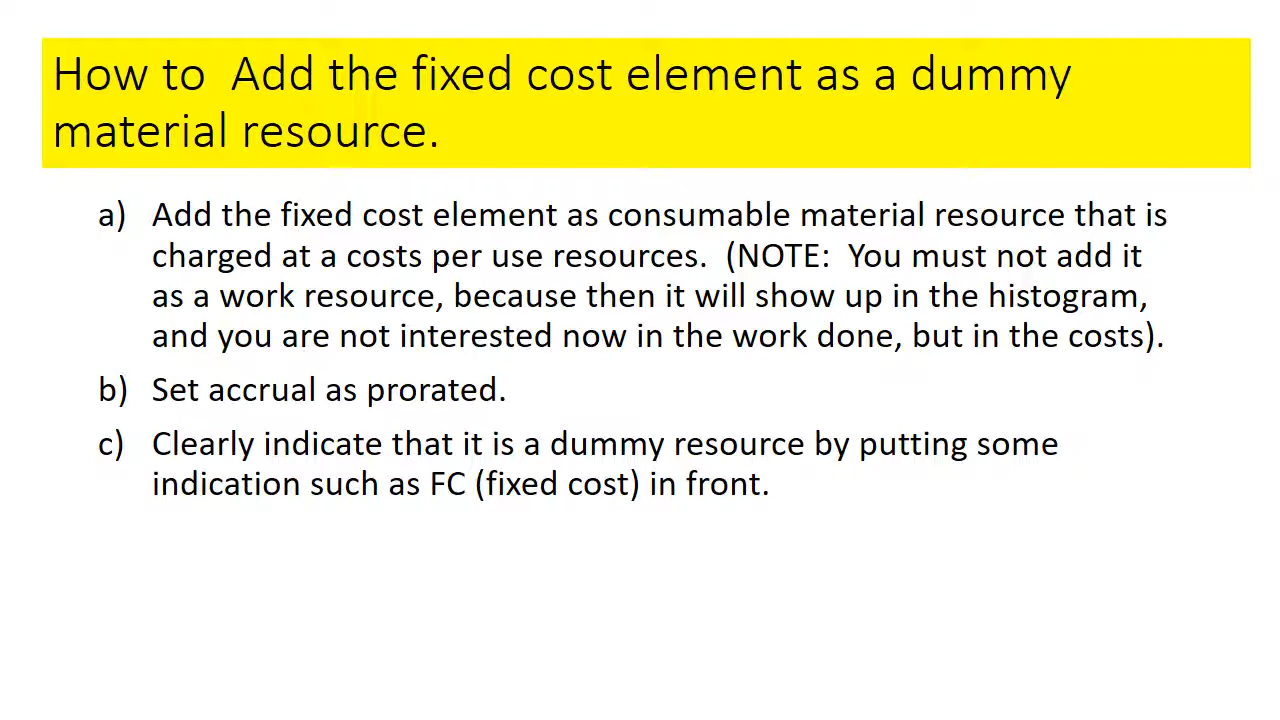 How to  Add the fixed cost element as a dummy
material resource.
a) Add the fixed cost element as consumable material resource that is
charged at a costs per use resources.  (NOTE:  You must not add it
as a work resource, because then it will show up in the histogram,
and you are not interested now in the work done, but in the costs).
b) Set accrual as prorated.
c) Clearly indicate that it is a dummy resource by putting some
indication such as FC (fixed cost) in front.